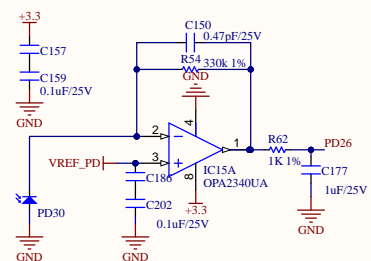 +3.3
C157
C159
0.1uF/25V
GND
C150
0.47pF/25V
R54
330k 1%
GND
4
2
3
1
8
VREF_PD
IC15A
OPA2340UA
R62
1K 1%
PD26
C177
1uF/25V
GND
C186
C202
0.1uF/25V
+3.3
PD30
GND
GND